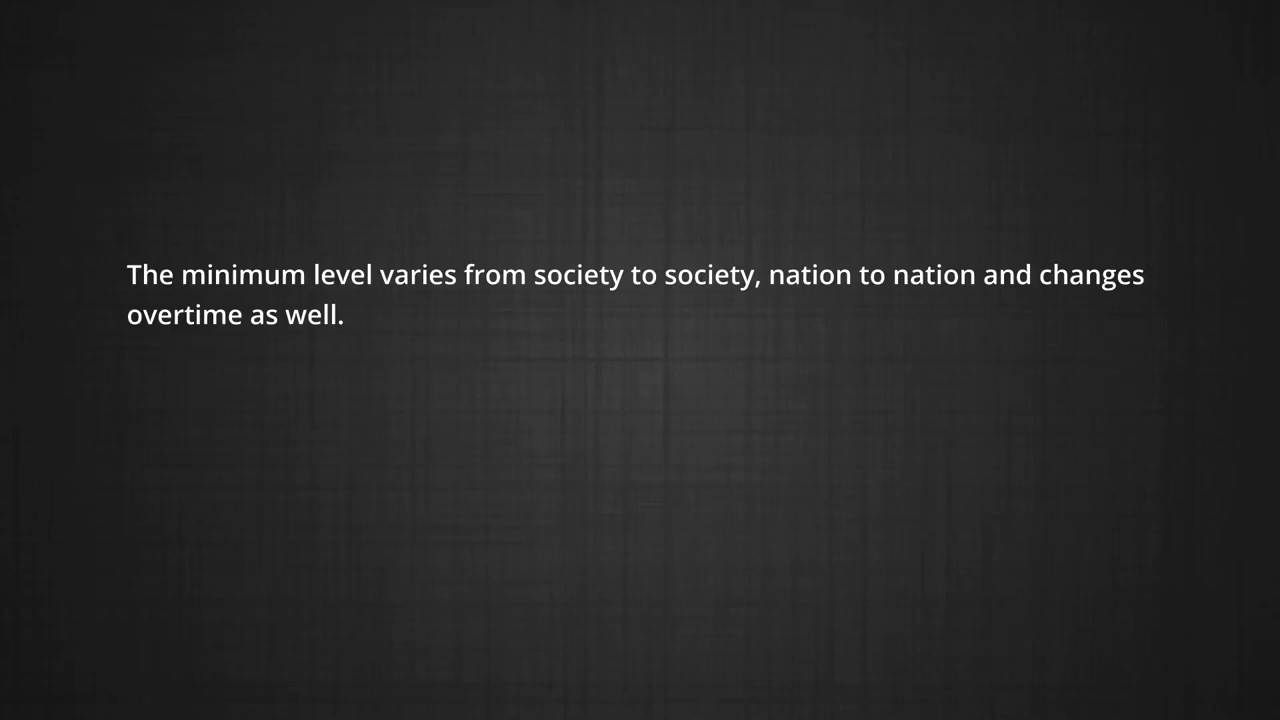 The minimum level varies from society to society, nation to nation and changes
overtime as well.